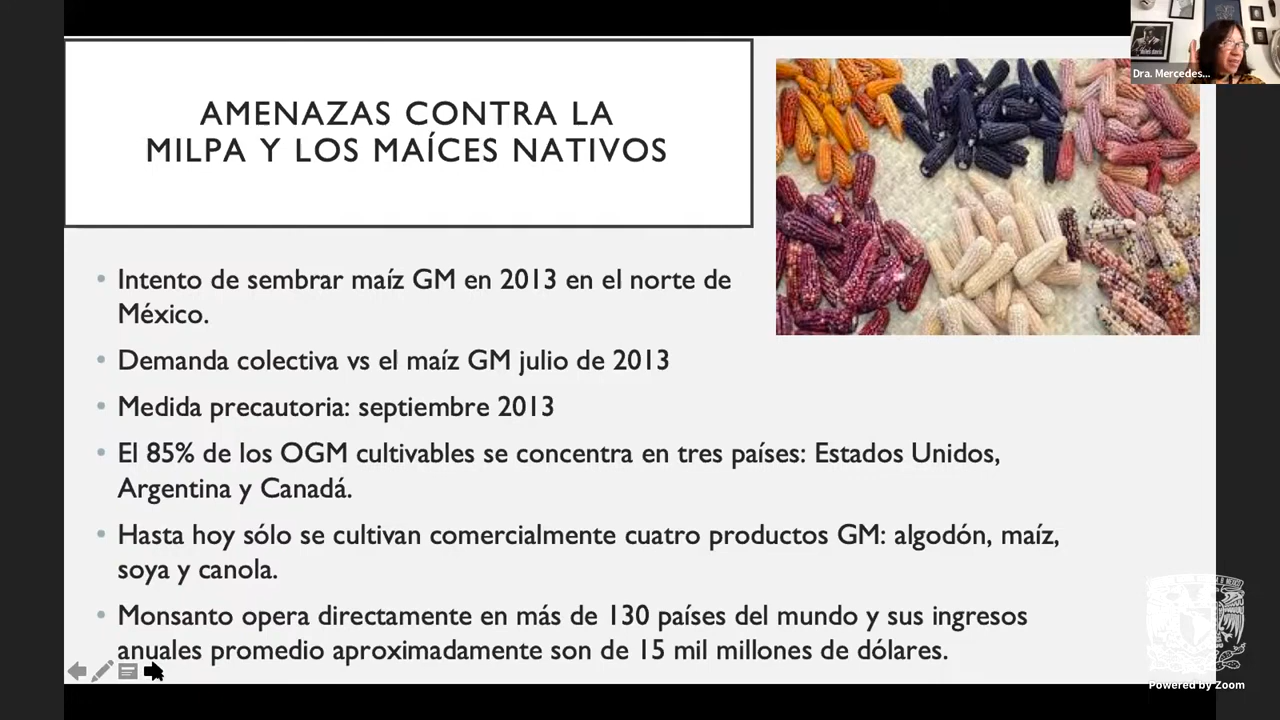 AMENAZAS CONTRA LA
MILPA Y LOS MAÍCES NATIVOS
Dra. Mercedes...
Intento de sembrar maíz GM en 2013 en el norte de
México.
Demanda colectiva vs el maíz GM julio de 2013
Medida precautoria: septiembre 2013
El 85% de los OGM cultivables se concentra en tres países: Estados Unidos,
Argentina y Canadá.
Hasta hoy sólo se cultivan comercialmente cuatro productos GM: algodón, maíz,
soya y canola.
Monsanto opera directamente en más de 130 países del mundo y sus ingresos
anuales promedio aproximadamente son de 15 mil millones de dólares.
Powered by Zoom